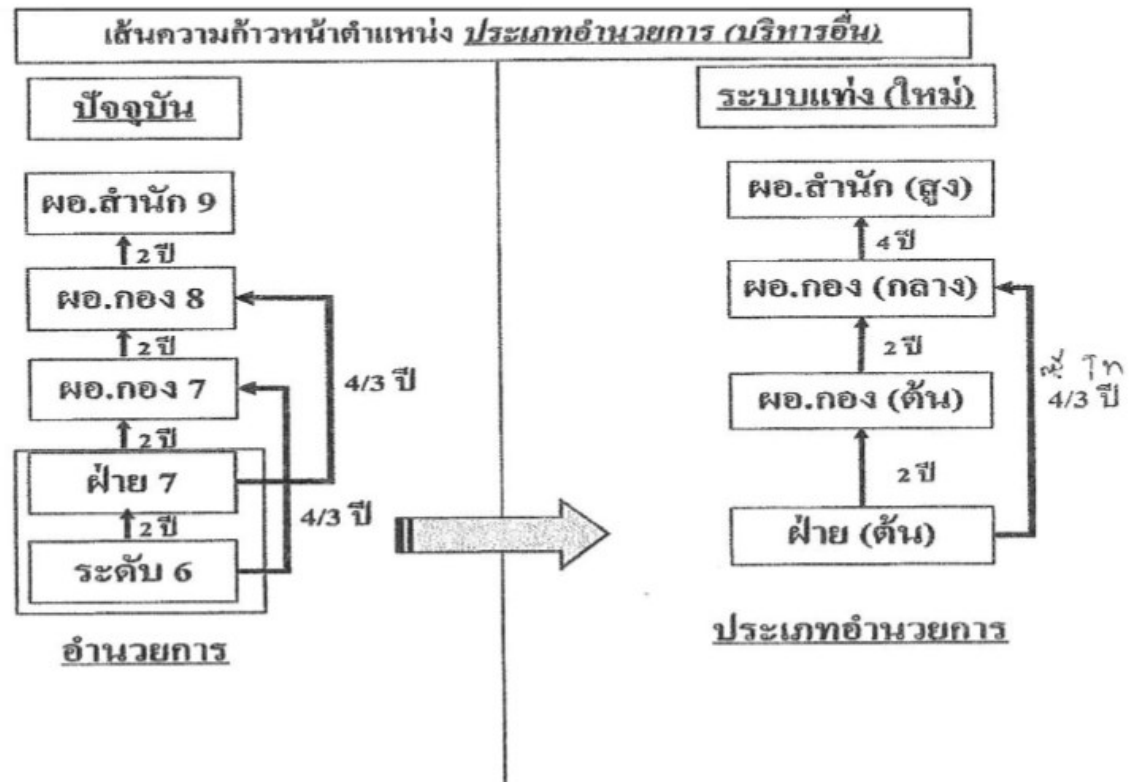 เส้นความก้าวหน้าตำแหน่ง ประเภทอำนวยการ (บริหารอื่น)
ปัจจุบัน
ผอ.สำนัก 9
2 ปี
ผอ.กอง 8
2 ปี
ผอ.กอง 7
4/3 ปี
2 ปี
ฝ่าย 7
2 ปี
4/3 ปี
ระดับ 6
อำนวยการ
ระบบแท่ง (ใหม่)
ผอ.สำนัก (สูง)
4 ปี
ผอ.กอง (กลาง)
2 ปี
ผอ.กอง (ต้น)
4/3 ปี
2 ปี
ฝ่าย (ต้น)
ประเภทอำนวยการ